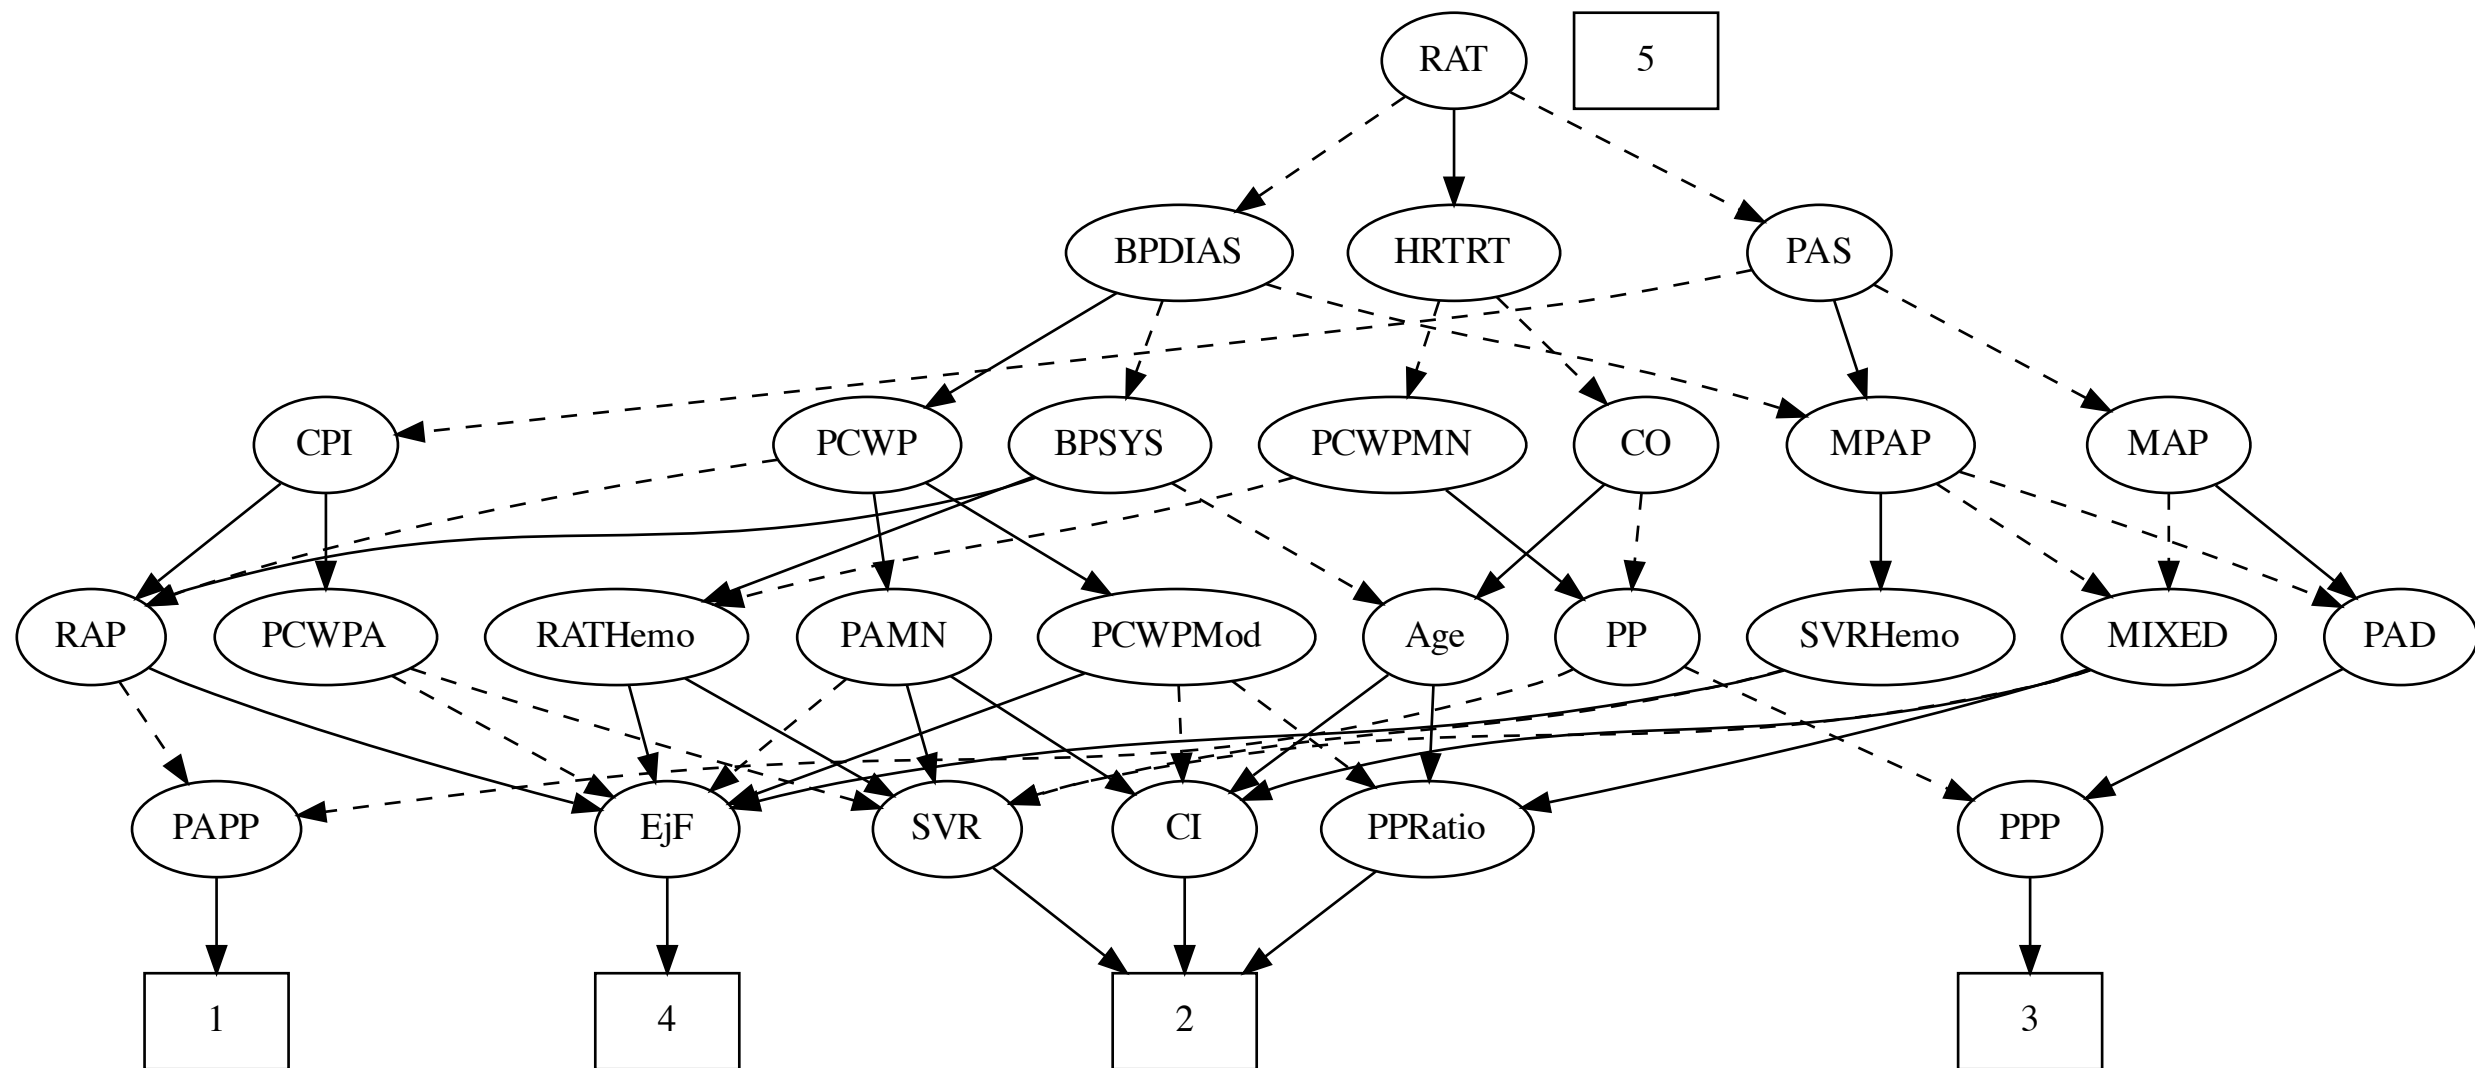 RAT
5
BPDIAS
HRTRT
PAS
CPI
PCWP
BPSYS
PCWPMN
CO
MPAP
MAP
RAP
PCWPA
RATHemo
PAMN
PCWPMod
Age
PP
SVRHemo
MIXED
PAD
PAPP
EjF
SVR
CI
PPRatio
PPP
1
4
2
3